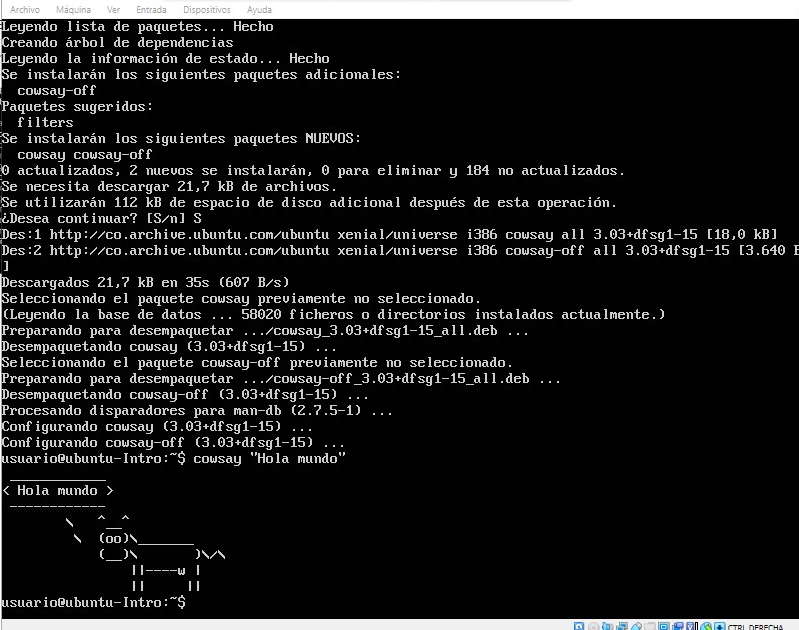 Archivo Máquina Ver Entrada Dispositivos Ayuda
Leyendo lista de paquetes... Hecho
Creando árbol de dependencias
Leyendo la información de estado... Hecho
Se instalarán los siguientes paquetes adicionales:
  cowsay-off
Paquetes sugeridos:
  filters
Se instalarán los siguientes paquetes NUEVOS:
  cowsay cowsay-off
0 actualizados, 2 nuevos se instalarán, 0 para eliminar y 184 no actualizados.
Se necesita descargar 21,7 kB de archivos.
Se utilizarán 112 kB de espacio de disco adicional después de esta operación.
¿Desea continuar? [S/n] S
Des:1 http://co.archive.ubuntu.com/ubuntu xenial/universe i386 cowsay all 3.03+dfsg1-15 [18,0 kB]
Des:2 http://co.archive.ubuntu.com/ubuntu xenial/universe i386 cowsay-off all 3.03+dfsg1-15 [3.640 B
]
Descargados 21,7 kB en 35s (607 B/s)
Seleccionando el paquete cowsay previamente no seleccionado.
(Leyendo la base de datos ... 58020 ficheros o directorios instalados actualmente.)
Preparando para desempaquetar .../cowsay_3.03+dfsg1-15_all.deb ...
Desempaquetando cowsay (3.03+dfsg1-15) ...
Seleccionando el paquete cowsay-off previamente no seleccionado.
Preparando para desempaquetar .../cowsay-off_3.03+dfsg1-15_all.deb ...
Desempaquetando cowsay-off (3.03+dfsg1-15) ...
Procesando disparadores para man-db (2.7.5-1) ...
Configurando cowsay (3.03+dfsg1-15) ...
Configurando cowsay-off (3.03+dfsg1-15) ...
usuario@ubuntu-Intro:~$ cowsay "Hola mundo"
 ____________
< Hola mundo >
 ------------
        \   ^__^
         \  (oo)\_______
            (__)\       )\/\
                ||----w |
                ||     ||
usuario@ubuntu-Intro:~$
CTRL DERECHA